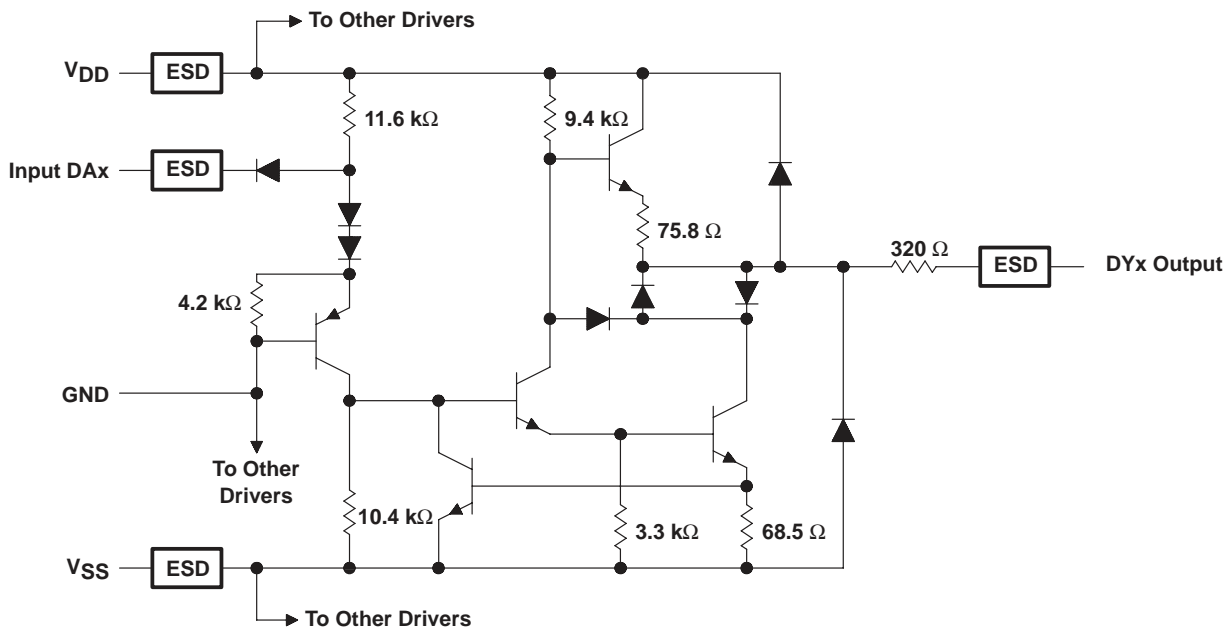 To Other Drivers
VDD
ESD
11.6 kΩ
9.4 kΩ
Input DAx
ESD
75.8 Ω
320 Ω
ESD
DYx Output
4.2 kΩ
GND
To Other
Drivers
10.4 kΩ
3.3 kΩ
68.5 Ω
VSS
ESD
To Other Drivers